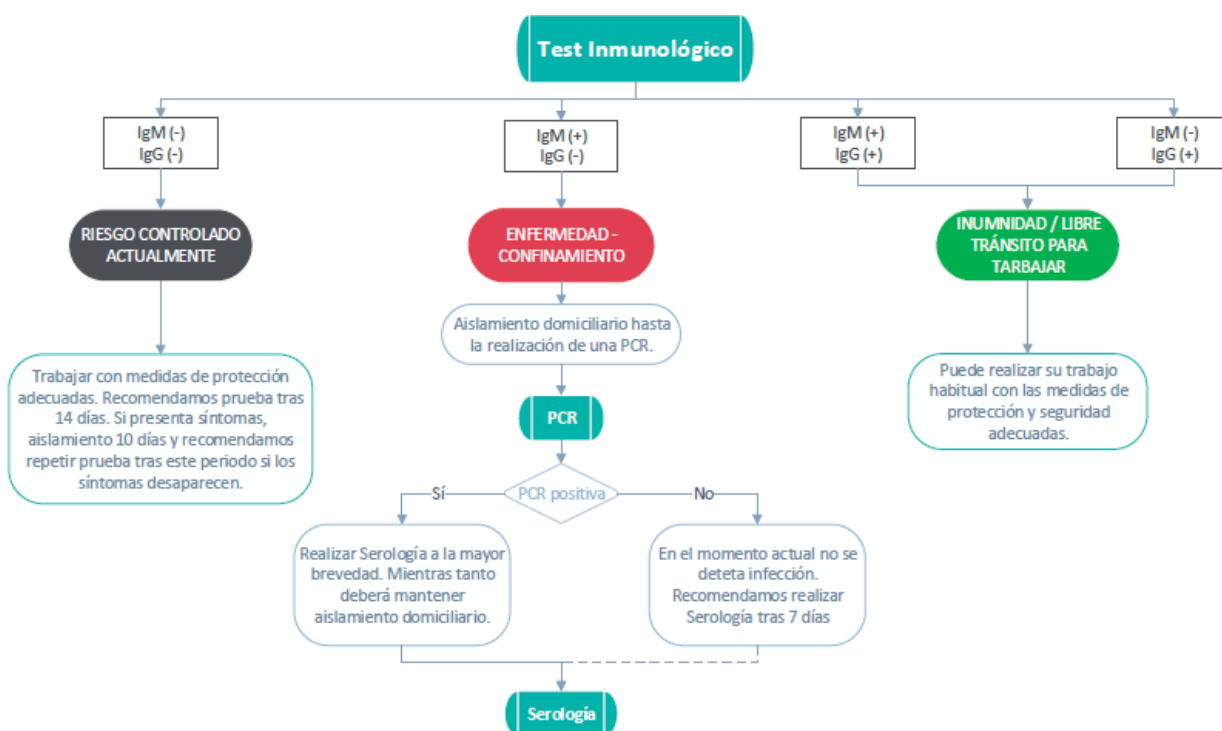 Test Inmunológico
IgM (-)
IgG (-)
IgM (+)
IgG (-)
IgM (+)
IgG (+)
IgM (-)
IgG (+)
RIESGO CONTROLADO
ACTUALMENTE
ENFERMEDAD -
CONFINAMIENTO
INUMNIDAD / LIBRE
TRÁNSITO PARA
TARBAJAR
Trabajar con medidas de protección
adecuadas. Recomendamos prueba tras
14 días. Si presenta síntomas,
aislamiento 10 días y recomendamos
repetir prueba tras este periodo si los
síntomas desaparecen.
Aislamiento domiciliario hasta
la realización de una PCR.
Puede realizar su trabajo
habitual con las medidas de
protección y seguridad
adecuadas.
PCR
PCR positiva
Sí
No
Realizar Serología a la mayor
brevedad. Mientras tanto
deberá mantener
aislamiento domiciliario.
En el momento actual no se
deteta infección.
Recomendamos realizar
Serología tras 7 días
Serología